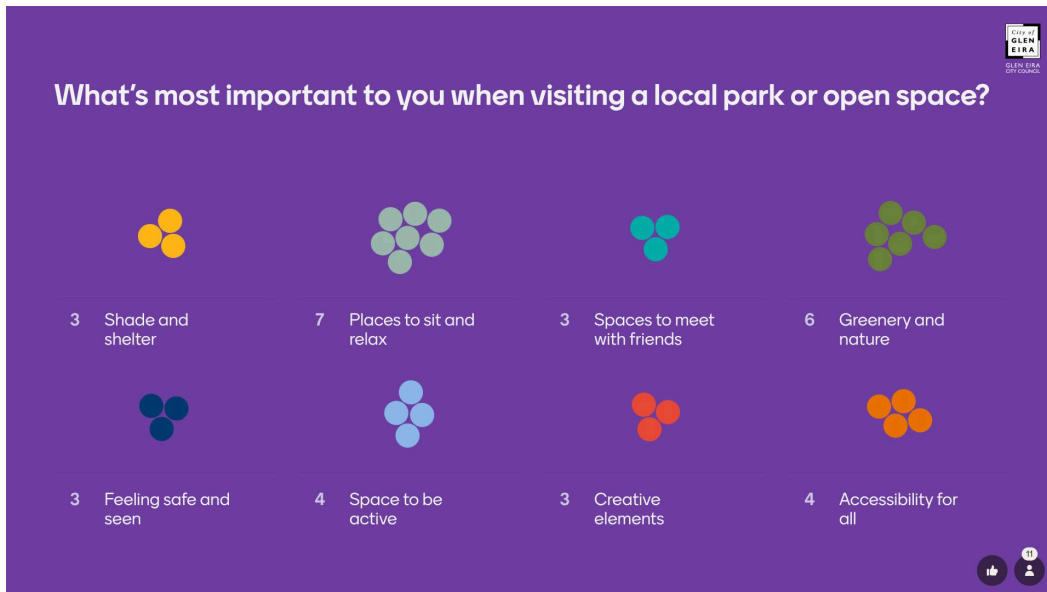 City of
GLEN
EIRA
GLEN EIRA
CITY COUNCIL
What's most important to you when visiting a local park or open space?
3 Shade and
shelter
7 Places to sit and
relax
3 Spaces to meet
with friends
6 Greenery and
nature
3 Feeling safe and
seen
4 Space to be
active
3 Creative
elements
4 Accessibility for
all
11